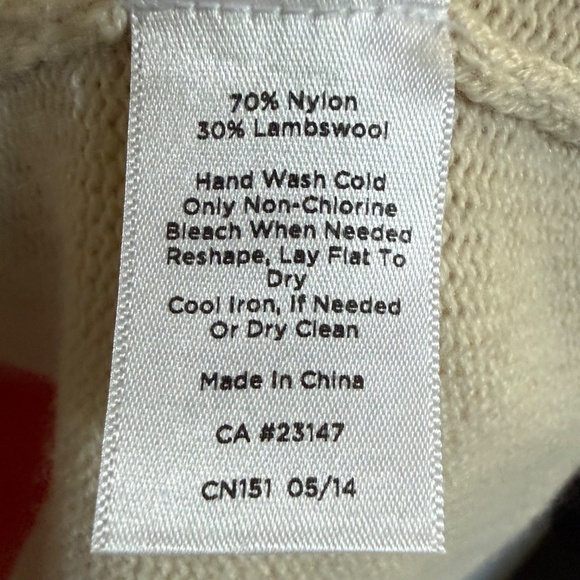 70% Nylon
30% Lambswool
Hand Wash Cold
Only Non-Chlorine
Bleach When Needed
Reshape, Lay Flat To
Dry
Cool Iron, If Needed
Or Dry Clean
Made In China
CA #23147
CN151 05/14